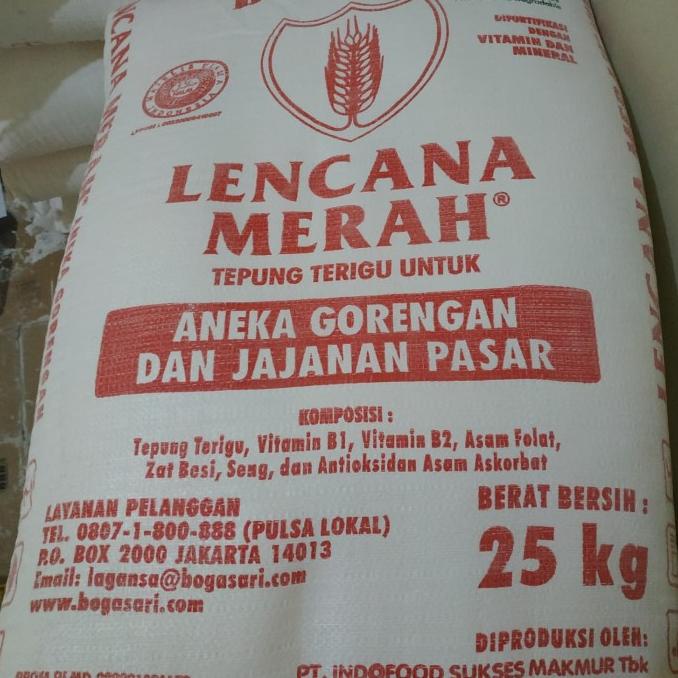 DIFORTIFIKASI
DENGAN
VITAMIN DAN
MINERAL
LENCANA
MERAH®
TEPUNG TERIGU UNTUK
ANEKA GORENGAN
DAN JAJANAN PASAR
KOMPOSISI :
Tepung Terigu, Vitamin B1, Vitamin B2, Asam Folat,
Zat Besi, Seng, dan Antioksidan Asam Askorbat
LAYANAN PELANGGAN
TEL. 0807-1-800-888 (PULSA LOKAL)
P.O. BOX 2000 JAKARTA 14013
Email: lagansa@bogasari.com
www.bogasari.com
BERAT BERSIH :
25 kg
DIPRODUKSI OLEH:
PT. INDOFOOD SUKSES MAKMUR Tbk